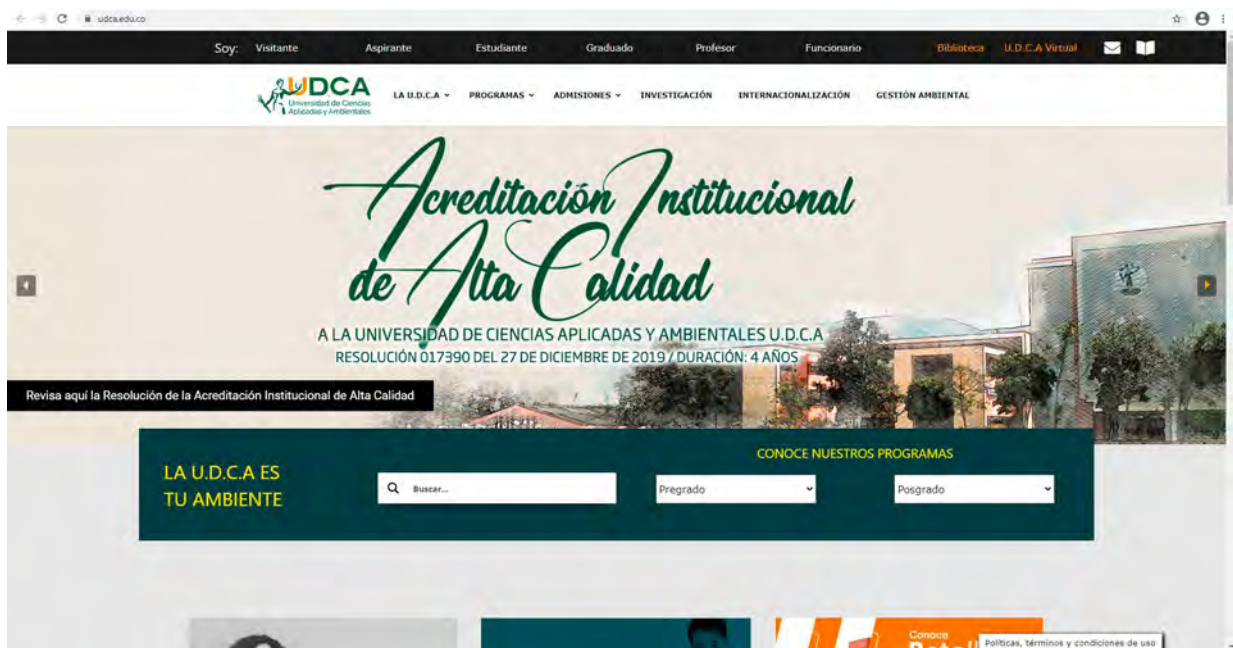 udca.edu.co
Soy: Visitante Aspirante Estudiante Graduado Profesor Funcionario Biblioteca U.D.C.A Virtual
UDCA
Universidad de Ciencias
Aplicadas y Ambientales
LA U.D.C.A PROGRAMAS ADMISIONES INVESTIGACIÓN INTERNACIONALIZACIÓN GESTIÓN AMBIENTAL
Acreditación Institucional
de Alta Calidad
A LA UNIVERSIDAD DE CIENCIAS APLICADAS Y AMBIENTALES U.D.C.A
RESOLUCIÓN 017390 DEL 27 DE DICIEMBRE DE 2019 / DURACIÓN: 4 AÑOS
Revisa aquí la Resolución de la Acreditación Institucional de Alta Calidad
CONOCE NUESTROS PROGRAMAS
LA U.D.C.A ES
TU AMBIENTE
Buscar...
Pregrado
Posgrado
Conoce
Políticas, términos y condiciones de uso